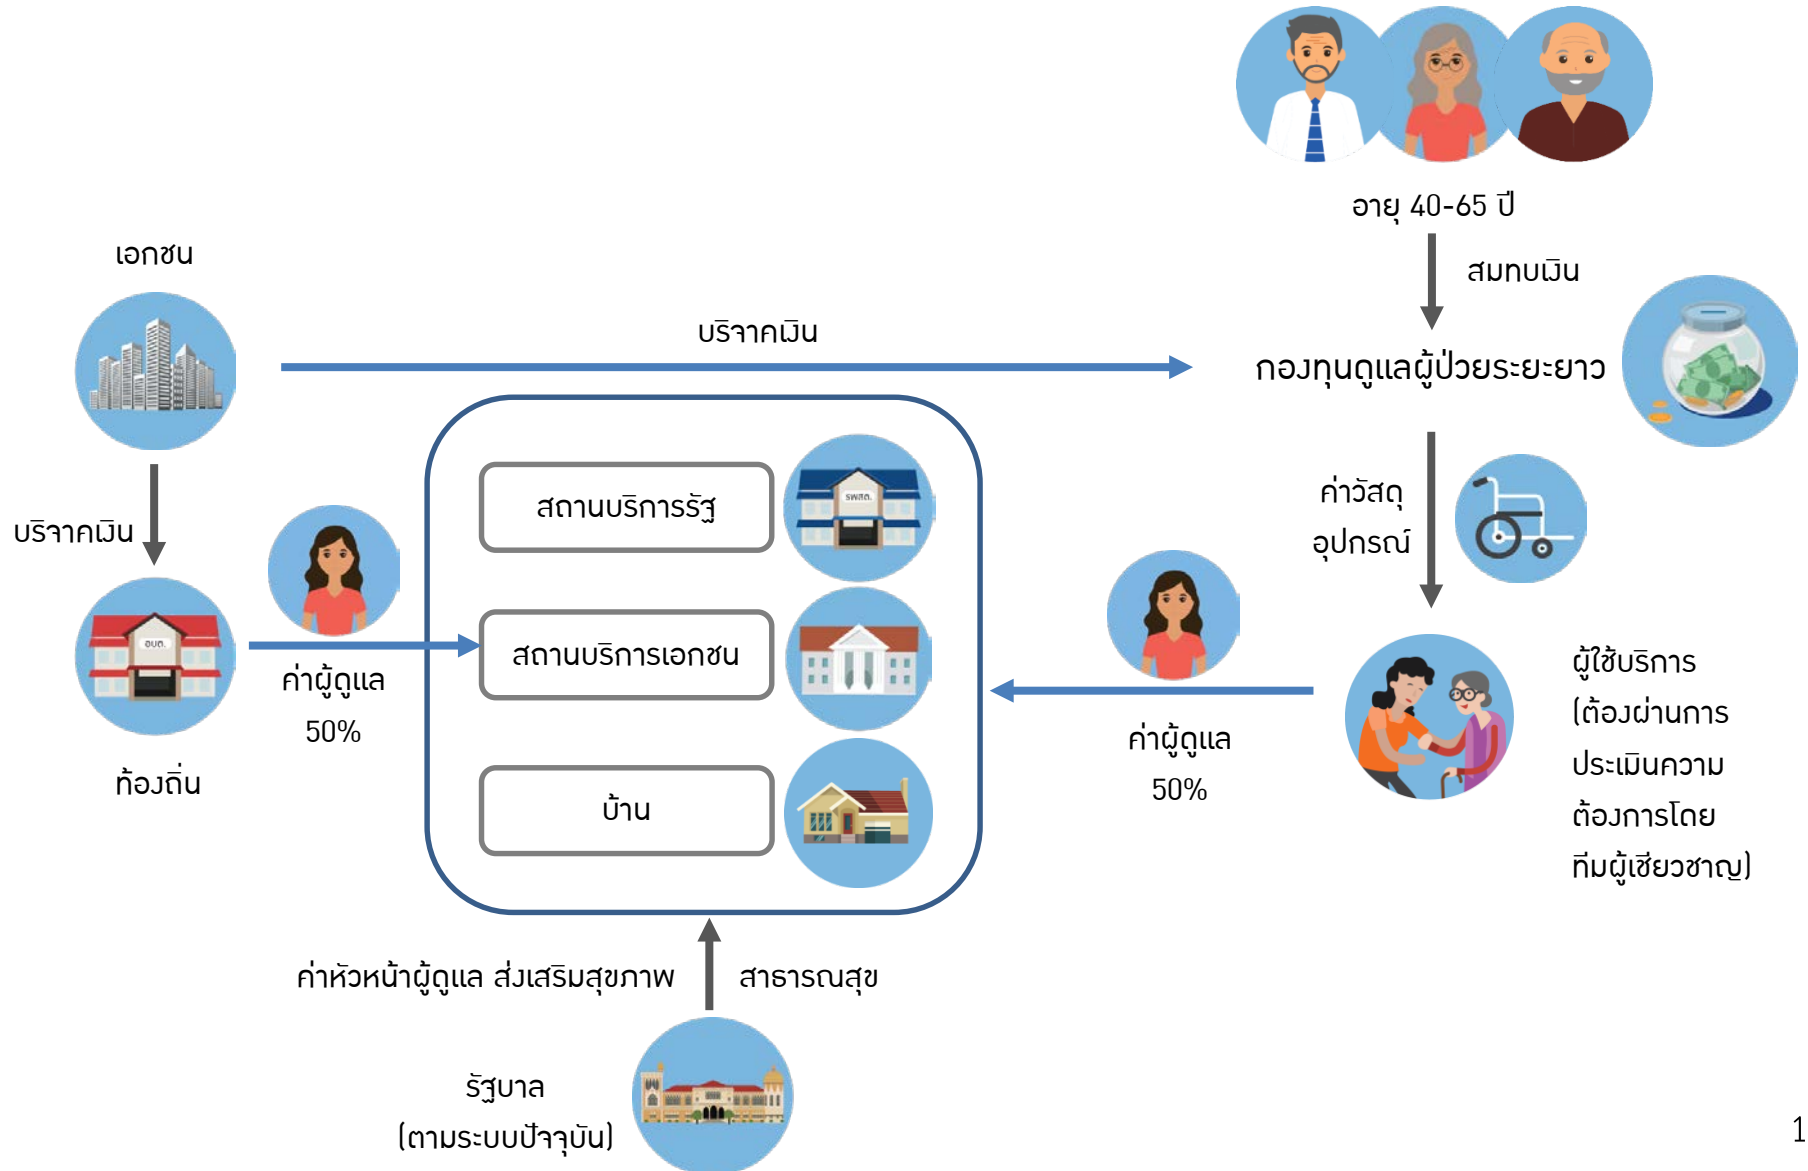 อายุ 40-65 ปี
สมทบเงิน
เอกชน
บริจาคเงิน
กองทุนดูแลผู้ป่วยระยะยาว
บริจาคเงิน
สถานบริการรัฐ
รพสต.
ค่าวัสดุ
อุปกรณ์
อบต.
สถานบริการเอกชน
ค่าผู้ดูแล
50%
ท้องถิ่น
บ้าน
ค่าผู้ดูแล
50%
ผู้ใช้บริการ
(ต้องผ่านการ
ประเมินความ
ต้องการโดย
ทีมผู้เชี่ยวชาญ)
ค่าหัวหน้าผู้ดูแล ส่งเสริมสุขภาพ
สาธารณสุข
รัฐบาล
(ตามระบบปัจจุบัน)
1